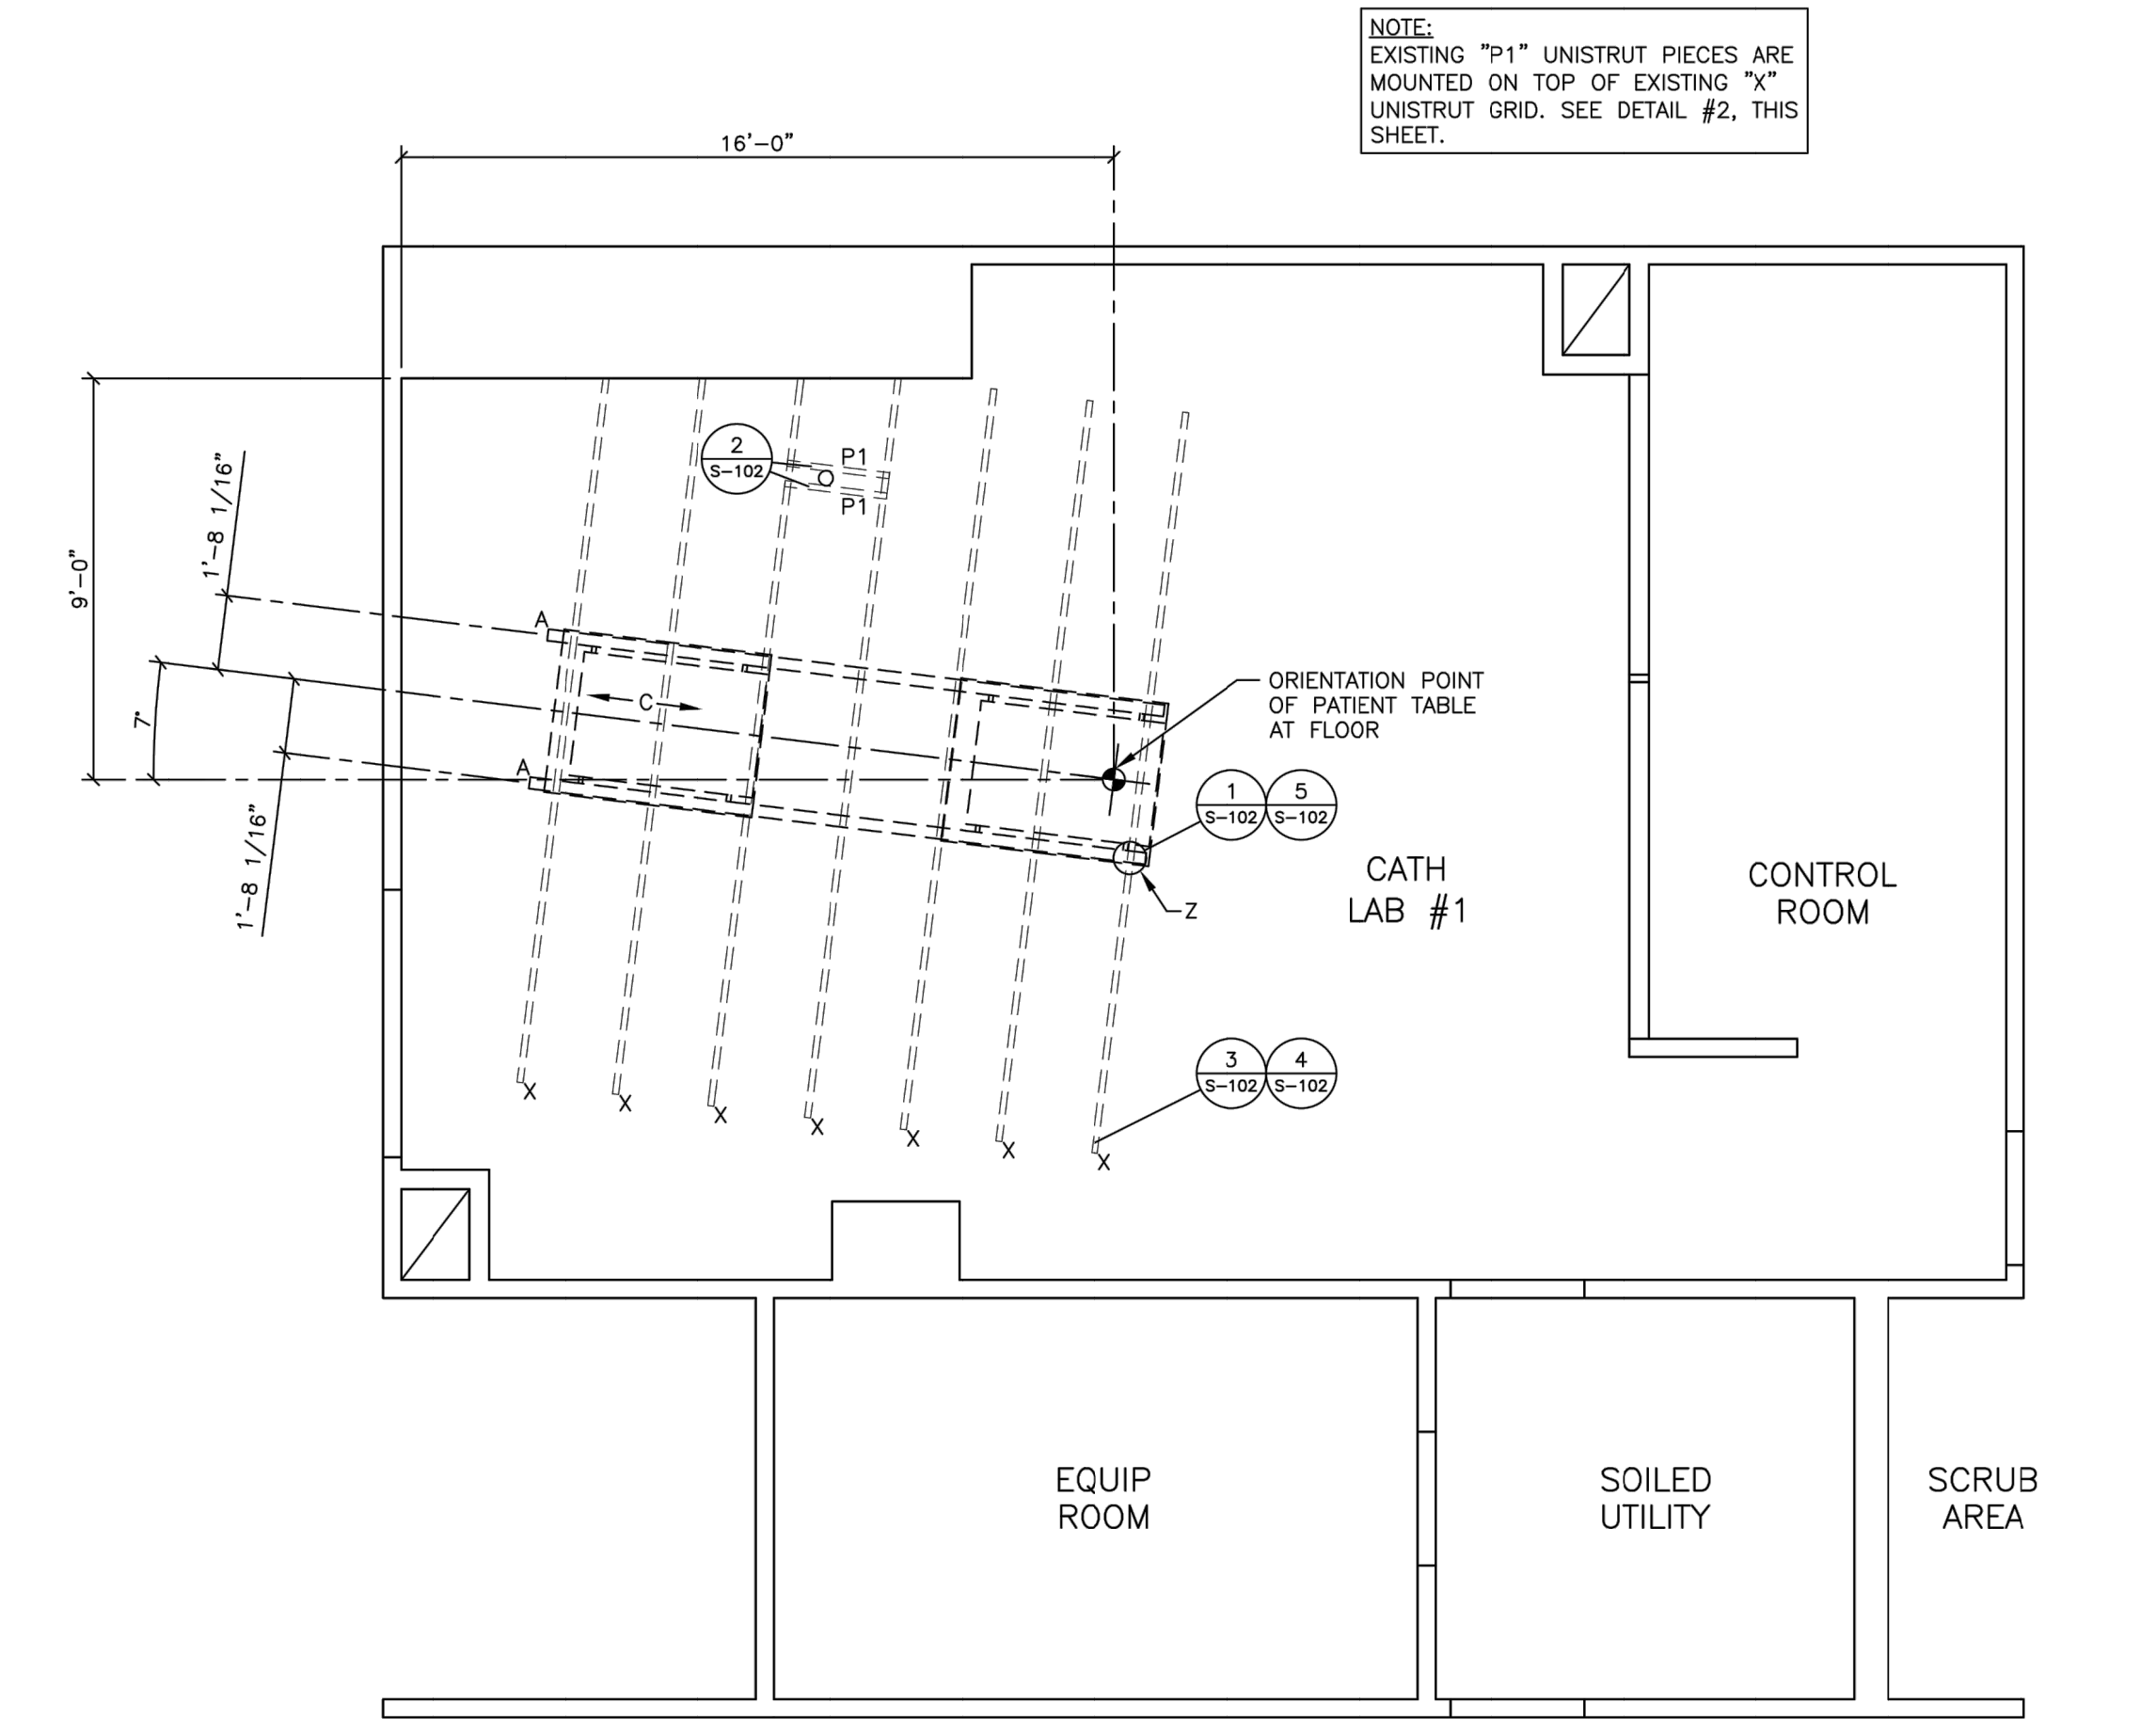 NOTE:
EXISTING "P1" UNISTRUT PIECES ARE
MOUNTED ON TOP OF EXISTING "X"
UNISTRUT GRID. SEE DETAIL #2, THIS
SHEET.
16'-0"
2
S-102
P1
P1
1'-8 1/16"
9'-0"
A
C
7°
A
1'-8 1/16"
ORIENTATION POINT
OF PATIENT TABLE
AT FLOOR
1
S-102
5
S-102
Z
CATH
LAB #1
CONTROL
ROOM
3
S-102
4
S-102
X
X
X
X
X
X
X
EQUIP
ROOM
SOILED
UTILITY
SCRUB
AREA